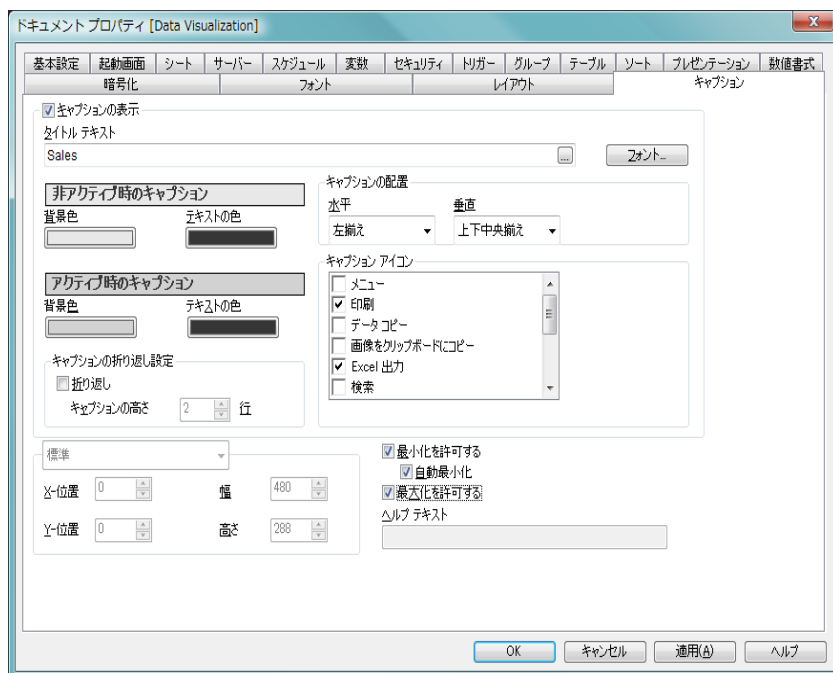 ドキュメント プロパティ [Data Visualization]
基本設定 起動画面 シート サーバー スケジュール 変数 セキュリティ トリガー グループ テーブル ソート プレゼンテーション 数値書式
暗号化 フォント レイアウト キャプション
キャプションの表示
タイトル テキスト
Sales ... フォント...
非アクティブ時のキャプション
背景色 テキストの色
キャプションの配置
水平 垂直
左揃え 上下中央揃え
アクティブ時のキャプション
背景色 テキストの色
キャプション アイコン
メニュー
印刷
データ コピー
画像をクリップボードにコピー
Excel 出力
検索
キャプションの折り返し設定
折り返し
キャプションの高さ 2 行
標準
X-位置 0 幅 480
Y-位置 0 高さ 288
最小化を許可する
自動最小化
最大化を許可する
ヘルプ テキスト
OK キャンセル 適用(A) ヘルプ